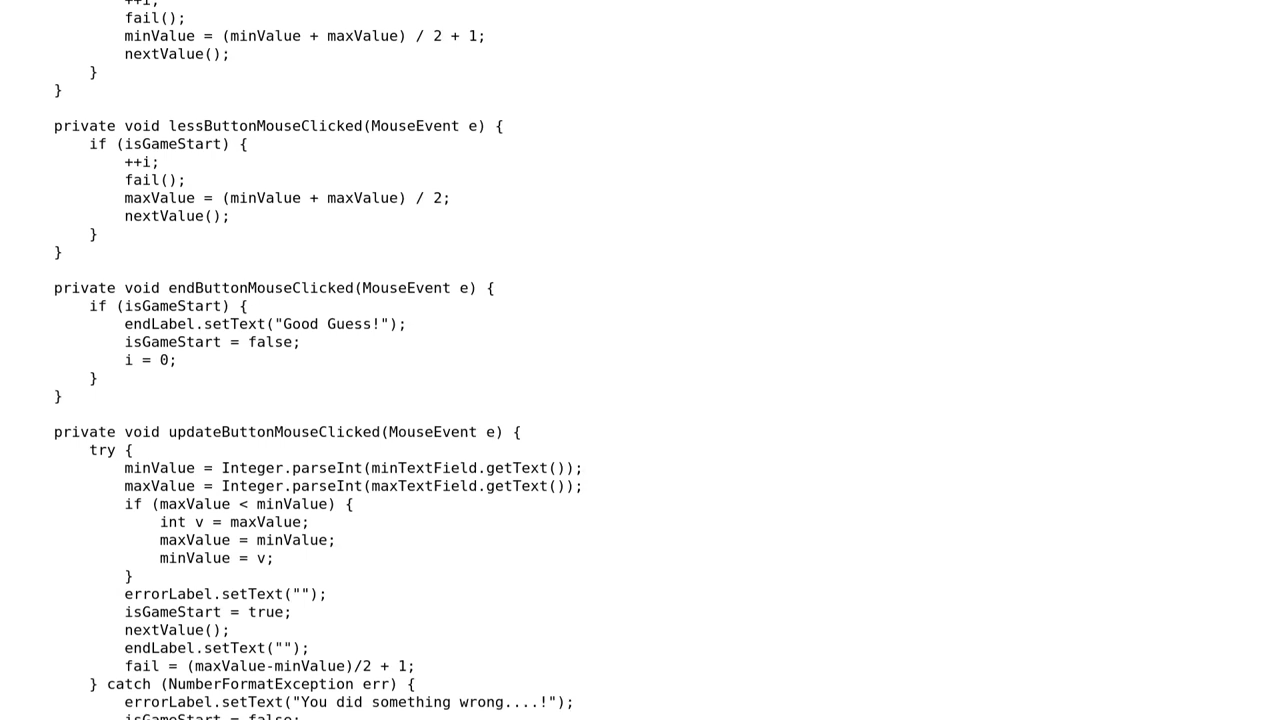 ++i;
fail();
minValue = (minValue + maxValue) / 2 + 1;
nextValue();
}
}
private void lessButtonMouseClicked(MouseEvent e) {
if (isGameStart) {
++i;
fail();
maxValue = (minValue + maxValue) / 2;
nextValue();
}
}
private void endButtonMouseClicked(MouseEvent e) {
if (isGameStart) {
endLabel.setText("Good Guess!");
isGameStart = false;
i = 0;
}
}
private void updateButtonMouseClicked(MouseEvent e) {
try {
minValue = Integer.parseInt(minTextField.getText());
maxValue = Integer.parseInt(maxTextField.getText());
if (maxValue < minValue) {
int v = maxValue;
maxValue = minValue;
minValue = v;
}
errorLabel.setText("");
isGameStart = true;
nextValue();
endLabel.setText("");
fail = (maxValue-minValue)/2 + 1;
} catch (NumberFormatException err) {
errorLabel.setText("You did something wrong....!");
isGameStart = false;